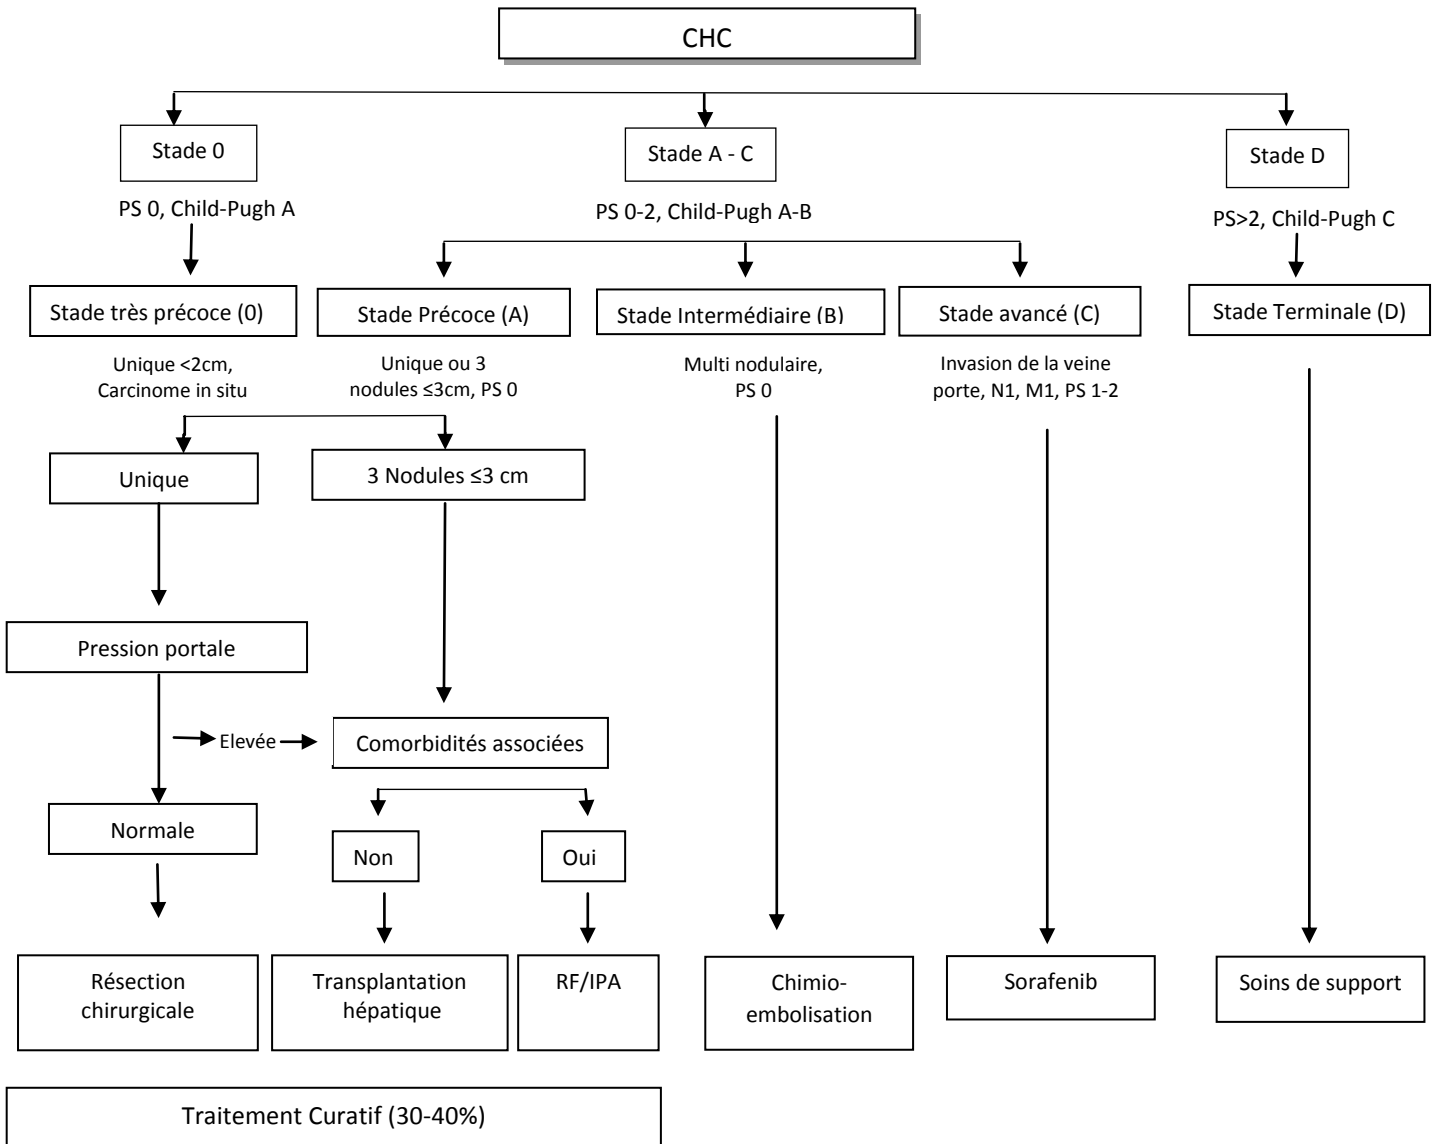 CHC
Stade 0
Stade A - C
Stade D
PS 0, Child-Pugh A
PS 0-2, Child-Pugh A-B
PS>2, Child-Pugh C
Stade très précoce (0)
Stade Précoce (A)
Stade Intermédiaire (B)
Stade avancé (C)
Stade Terminale (D)
Unique <2cm,
Carcinome in situ
Unique ou 3
nodules ≤3cm, PS 0
Multi nodulaire,
PS 0
Invasion de la veine
porte, N1, M1, PS 1-2
Unique
3 Nodules ≤3 cm
Pression portale
Elevée
Comorbidités associées
Normale
Non
Oui
Résection
chirurgicale
Transplantation
hépatique
RF/IPA
Chimio-
embolisation
Sorafenib
Soins de support
Traitement Curatif (30-40%)